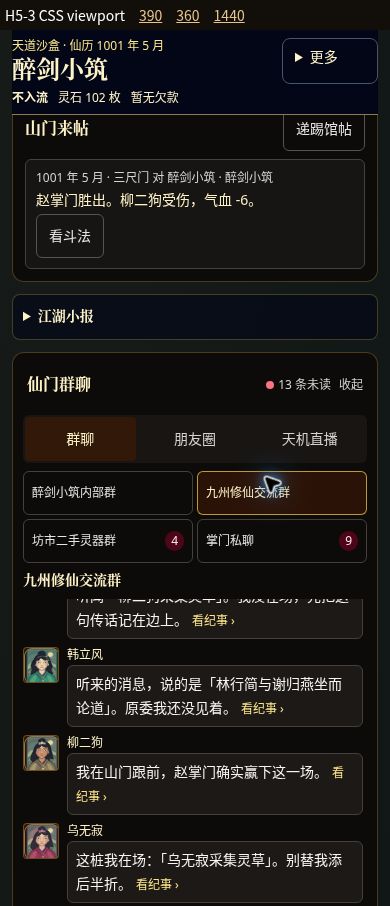 H5-3 CSS viewport 390 360 1440
天道沙盒 · 仙历 1001 年 5 月
醉剑小筑
▶ 更多
不入流 灵石 102 枚 暂无欠款
山门来帖
递踢馆帖
1001 年 5 月 · 三尺门 对 醉剑小筑 · 醉剑小筑
赵掌门胜出。柳二狗受伤，气血 -6。
看斗法
▶ 江湖小报
仙门群聊
13 条未读 收起
群聊 朋友圈 天机直播
醉剑小筑内部群
九州修仙交流群
坊市二手灵器群 4
掌门私聊 9
九州修仙交流群
句传话记在边上。 看纪事 ›
韩立风
听来的消息，说的是「林行简与谢归燕坐而
论道」。原委我还没见着。 看纪事 ›
柳二狗
我在山门跟前，赵掌门确实赢下这一场。 看
纪事 ›
乌无寂
这桩我在场：「乌无寂采集灵草」。别替我添
后半折。 看纪事 ›